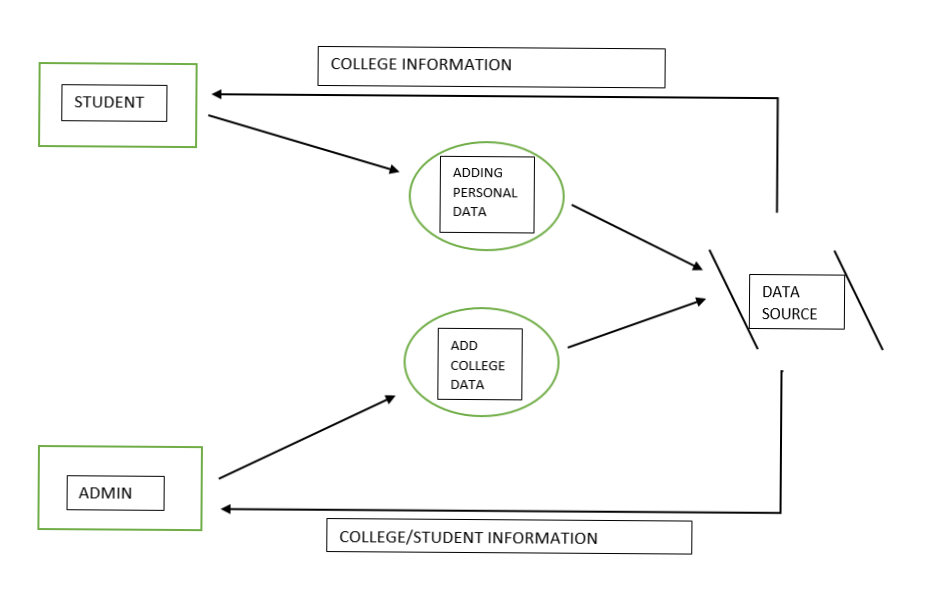 COLLEGE INFORMATION
STUDENT
ADDING
PERSONAL
DATA
DATA
SOURCE
ADD
COLLEGE
DATA
ADMIN
COLLEGE/STUDENT INFORMATION